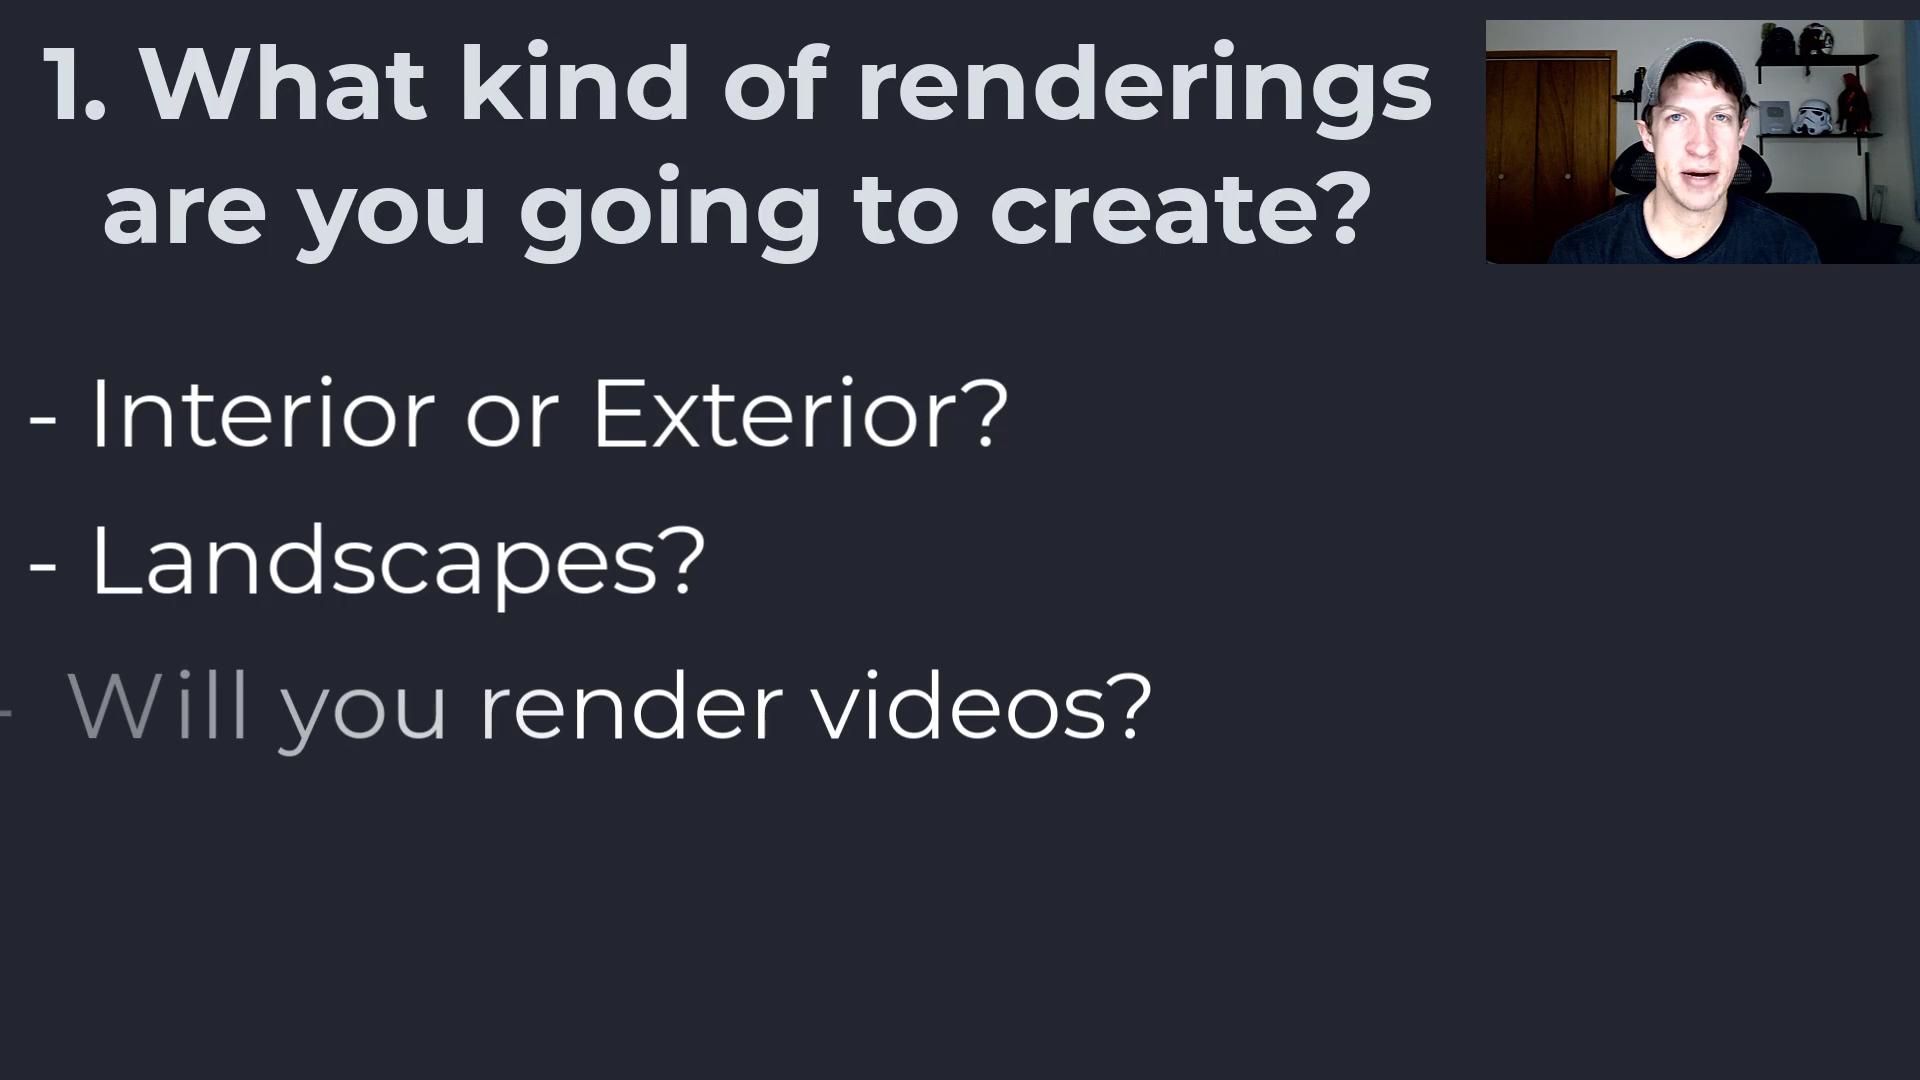 1. What kind of renderings
are you going to create?
- Interior or Exterior?
- Landscapes?
- Will you render videos?